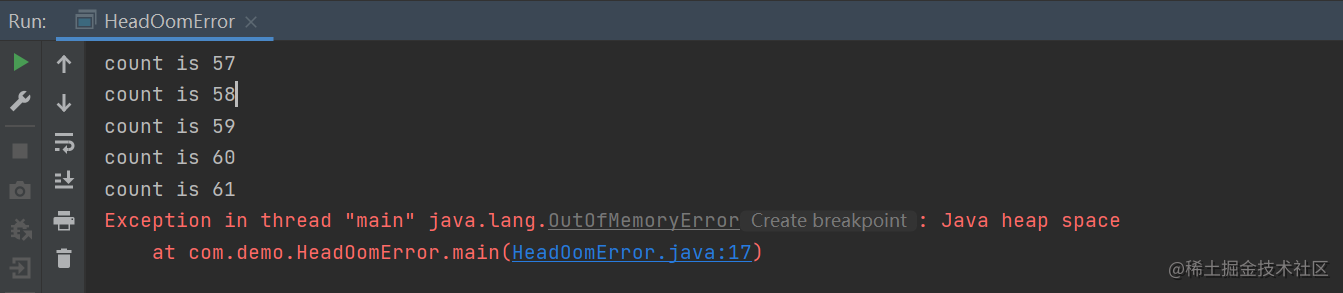 Run: HeadOomError
count is 57
count is 58
count is 59
count is 60
count is 61
Exception in thread "main" java.lang.OutOfMemoryError Create breakpoint : Java heap space
at com.demo.HeadOomError.main(HeadOomError.java:17)
@稀土掘金技术社区